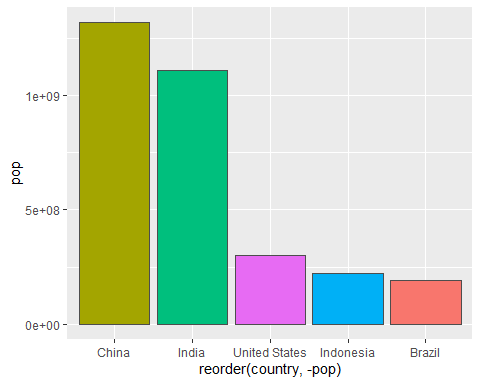 1e+09
5e+08
0e+00
pop
China India United States Indonesia Brazil
reorder(country, -pop)